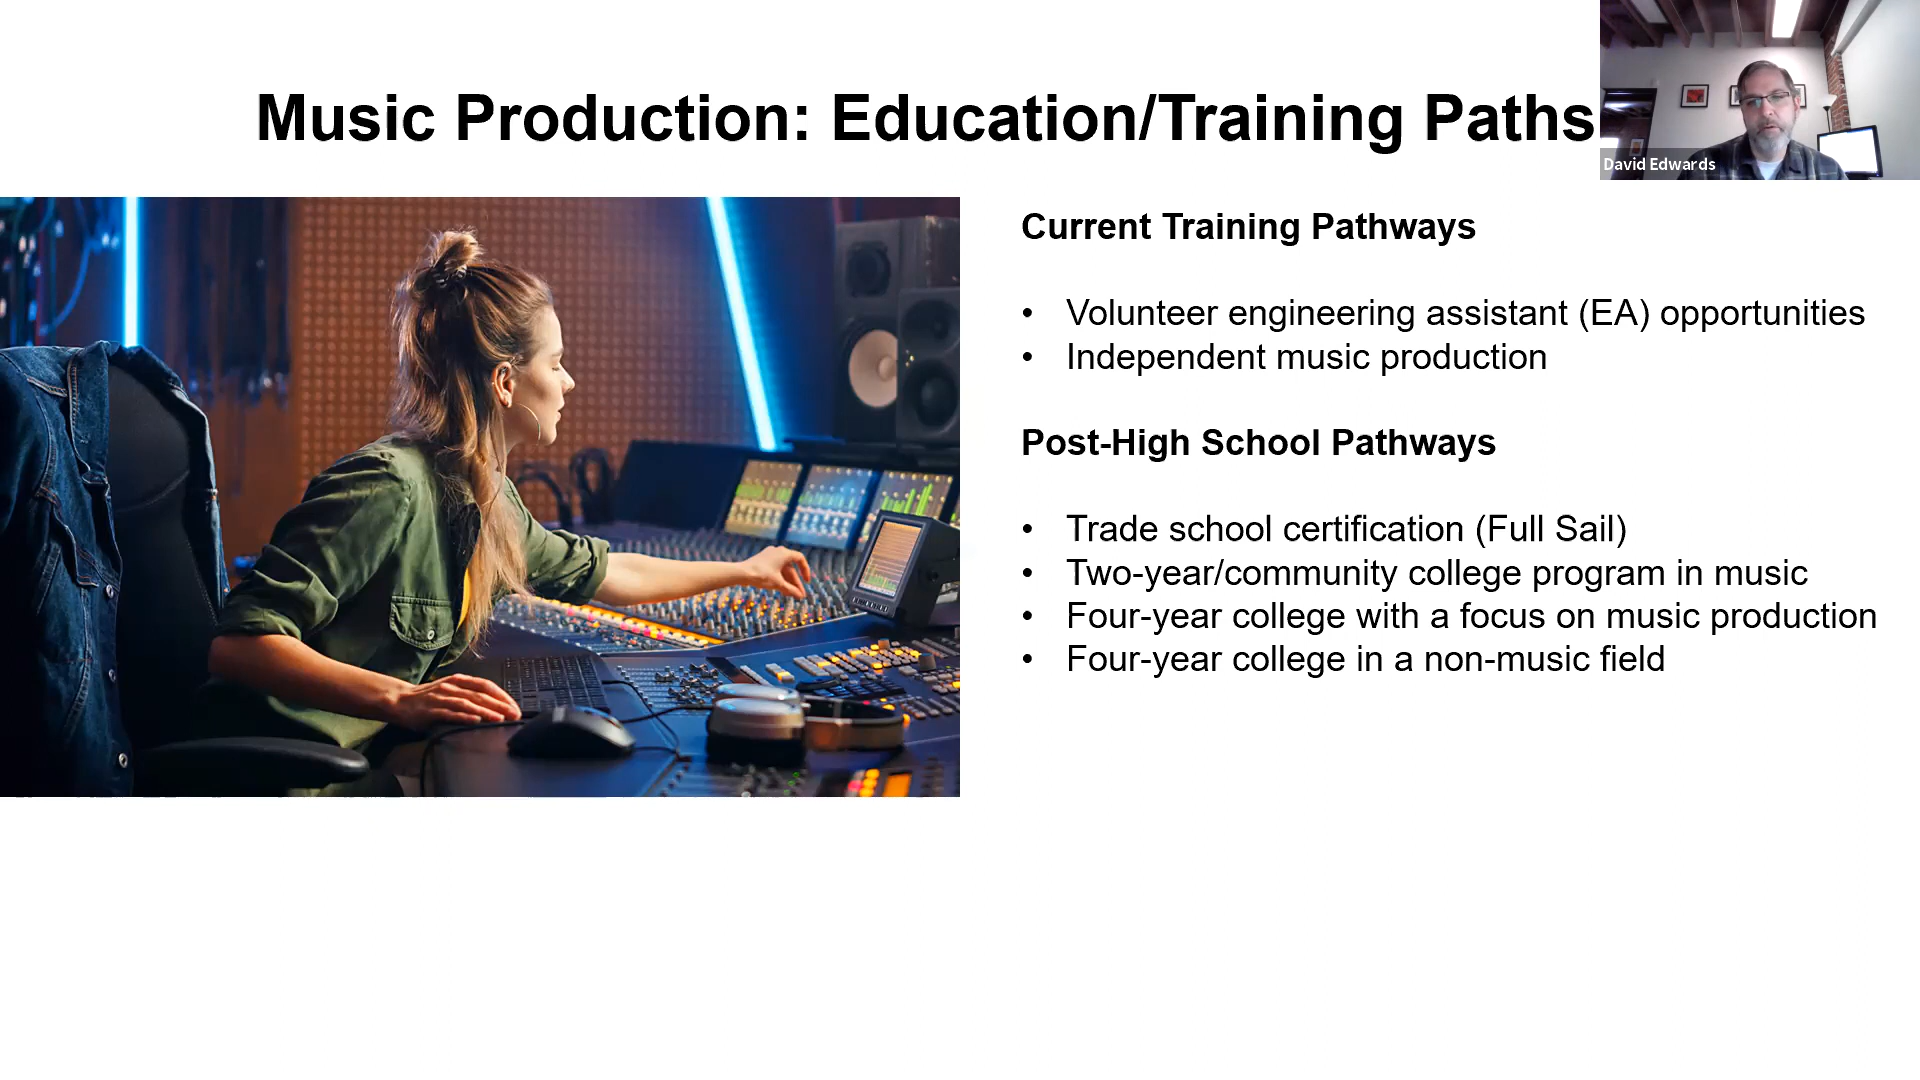 Music Production: Education/Training Paths
David Edwards
Current Training Pathways
• Volunteer engineering assistant (EA) opportunities
• Independent music production
Post-High School Pathways
• Trade school certification (Full Sail)
• Two-year/community college program in music
• Four-year college with a focus on music production
• Four-year college in a non-music field